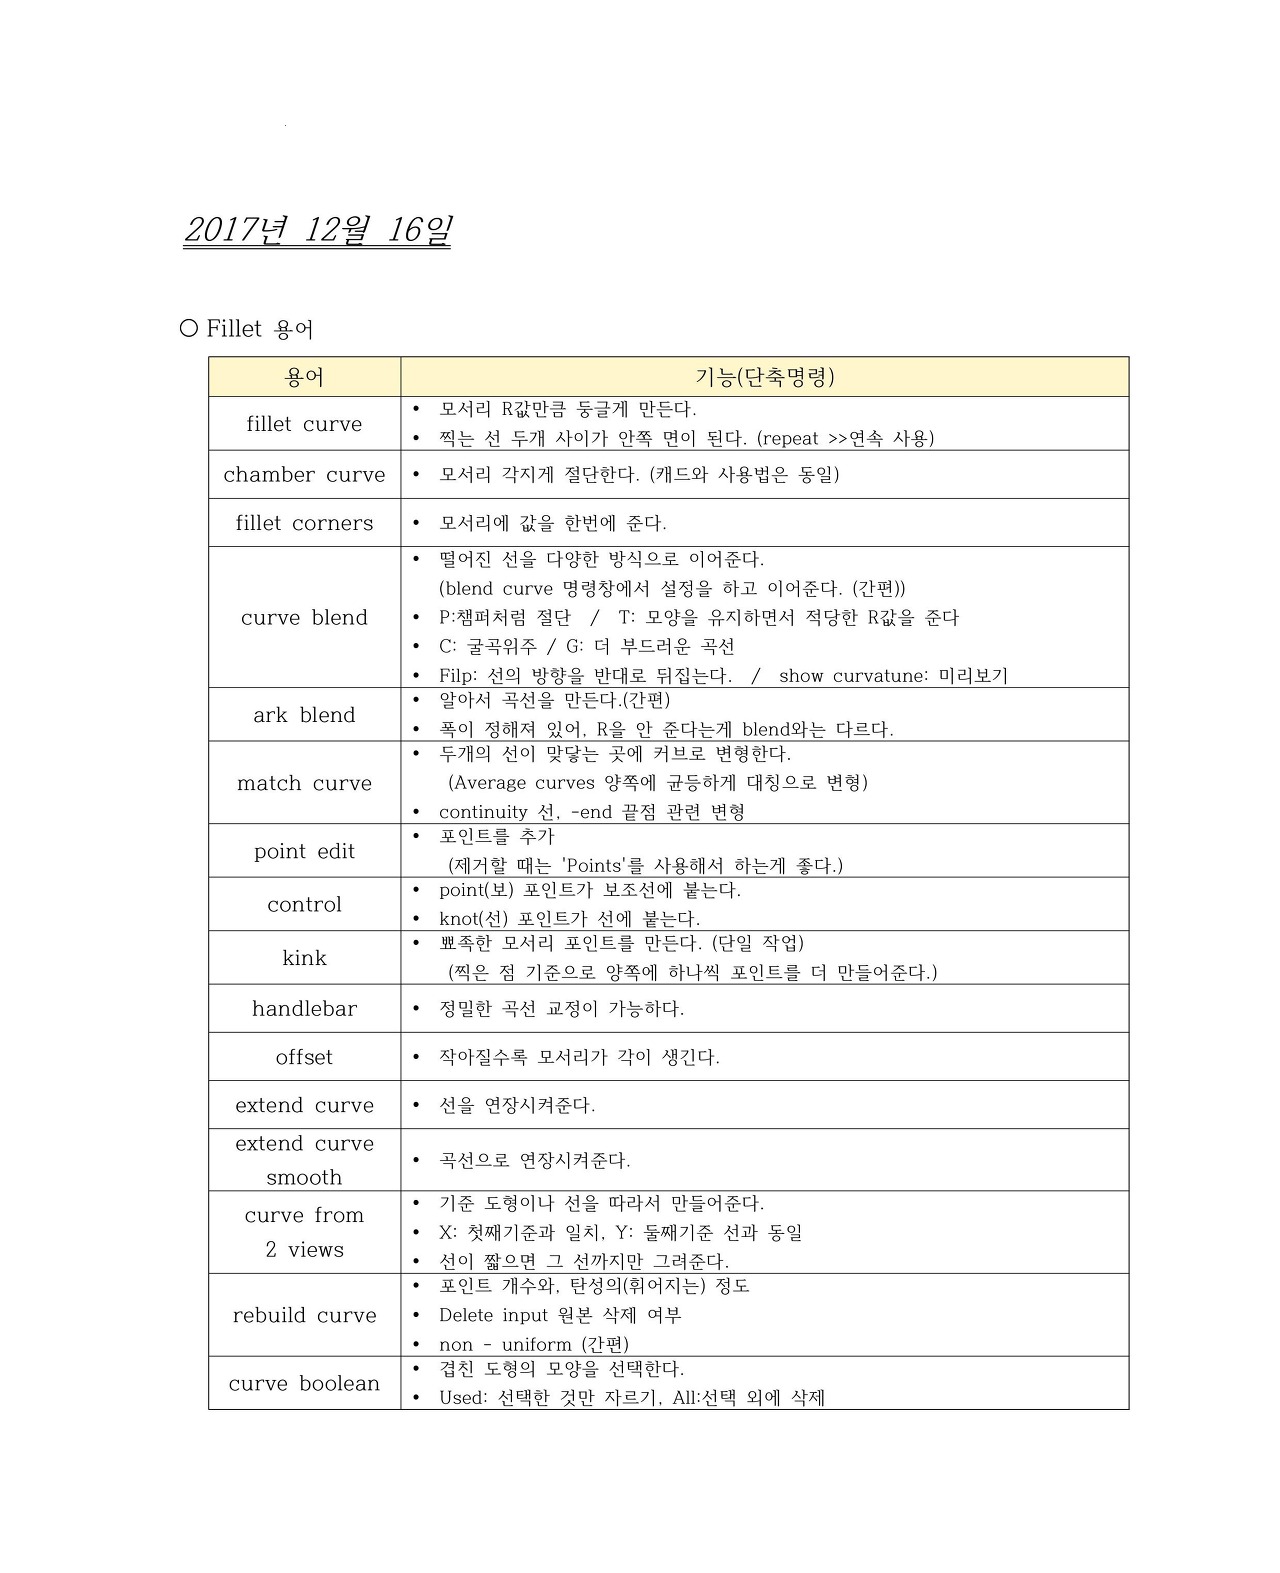 2017년 12월 16일
○ Fillet 용어
용어 기능(단축명령)
fillet curve
• 모서리 R값만큼 둥글게 만든다.
• 찍는 선 두개 사이가 안쪽 면이 된다. (repeat >>연속 사용)
chamber curve
• 모서리 각지게 절단한다. (캐드와 사용법은 동일)
fillet corners
• 모서리에 값을 한번에 준다.
curve blend
• 떨어진 선을 다양한 방식으로 이어준다.
(blend curve 명령창에서 설정을 하고 이어준다. (간편))
• P:챔퍼처럼 절단 / T: 모양을 유지하면서 적당한 R값을 준다
• C: 굴곡위주 / G: 더 부드러운 곡선
• Filp: 선의 방향을 반대로 뒤집는다. / show curvatune: 미리보기
ark blend
• 알아서 곡선을 만든다.(간편)
• 폭이 정해져 있어, R을 안 준다는게 blend와는 다르다.
match curve
• 두개의 선이 맞닿는 곳에 커브로 변형한다.
(Average curves 양쪽에 균등하게 대칭으로 변형)
• continuity 선, -end 끝점 관련 변형
point edit
• 포인트를 추가
(제거할 때는 'Points'를 사용해서 하는게 좋다.)
control
• point(보) 포인트가 보조선에 붙는다.
• knot(선) 포인트가 선에 붙는다.
kink
• 뾰족한 모서리 포인트를 만든다. (단일 작업)
(찍은 점 기준으로 양쪽에 하나씩 포인트를 더 만들어준다.)
handlebar
• 정밀한 곡선 교정이 가능하다.
offset
• 작아질수록 모서리가 각이 생긴다.
extend curve
• 선을 연장시켜준다.
extend curve
smooth
• 곡선으로 연장시켜준다.
curve from
2 views
• 기준 도형이나 선을 따라서 만들어준다.
• X: 첫째기준과 일치, Y: 둘째기준 선과 동일
• 선이 짧으면 그 선까지만 그려준다.
rebuild curve
• 포인트 개수와, 탄성의(휘어지는) 정도
• Delete input 원본 삭제 여부
• non - uniform (간편)
curve boolean
• 겹친 도형의 모양을 선택한다.
• Used: 선택한 것만 자르기, All:선택 외에 삭제